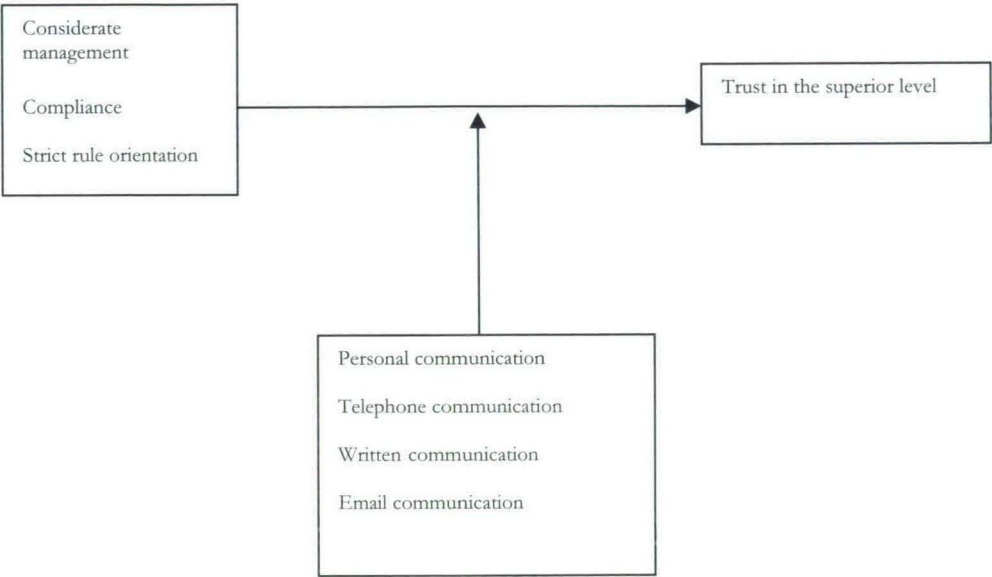 Considerate
management
Compliance
Strict rule orientation
Trust in the superior level
Personal communication
Telephone communication
Written communication
Email communication